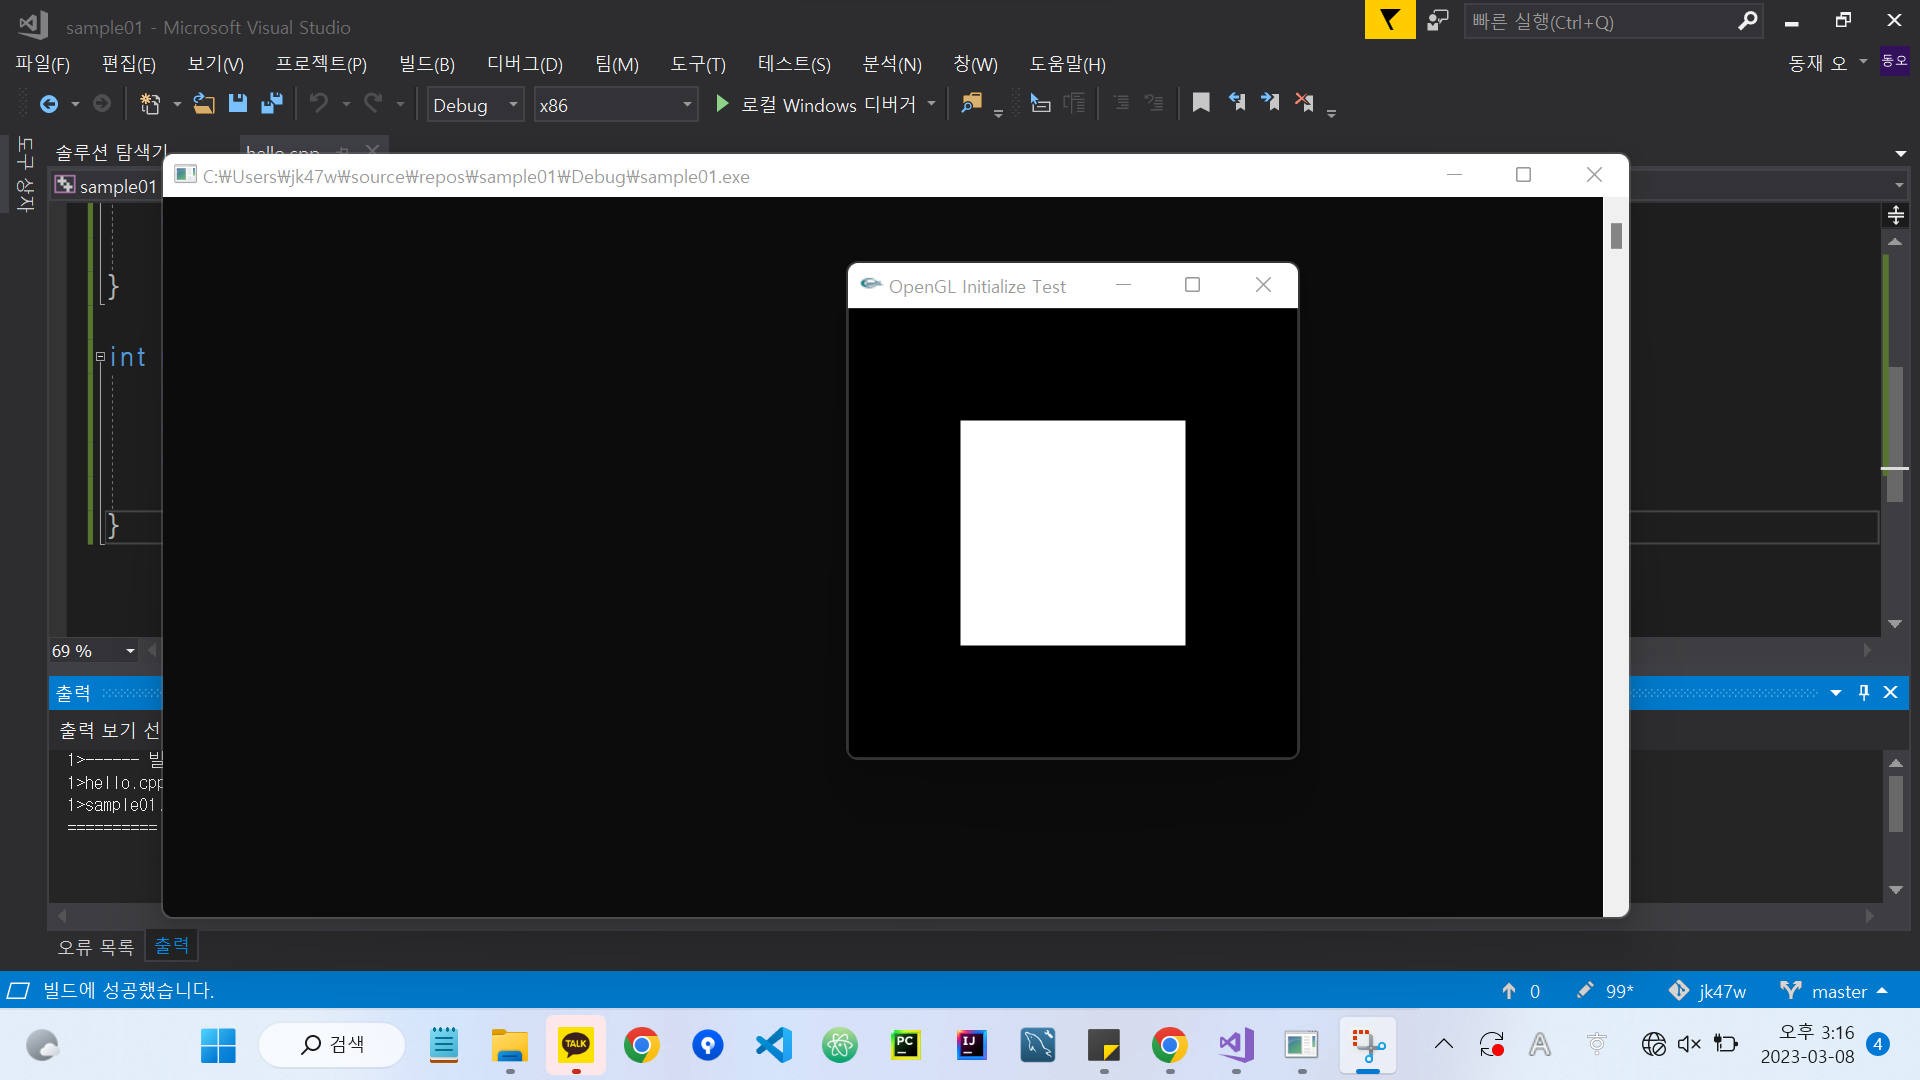 sample01 - Microsoft Visual Studio
빠른 실행(Ctrl+Q)
파일(F) 편집(E) 보기(V) 프로젝트(P) 빌드(B) 디버그(D) 팀(M) 도구(T) 테스트(S) 분석(N) 창(W) 도움말(H)
동재 오 동오
Debug x86 로컬 Windows 디버거
도구 상자
솔루션 탐색기 hello.cpp
sample01
C:₩Users₩jk47w₩source₩repos₩sample01₩Debug₩sample01.exe
OpenGL Initialize Test
}
int
}
69 %
출력
출력 보기 선
1>------ 빌
1>hello.cpp
1>sample01.
==========
오류 목록 출력
빌드에 성공했습니다.
0 99* jk47w master
검색
TALK
PC
IJ
A
오후 3:16
2023-03-08
4